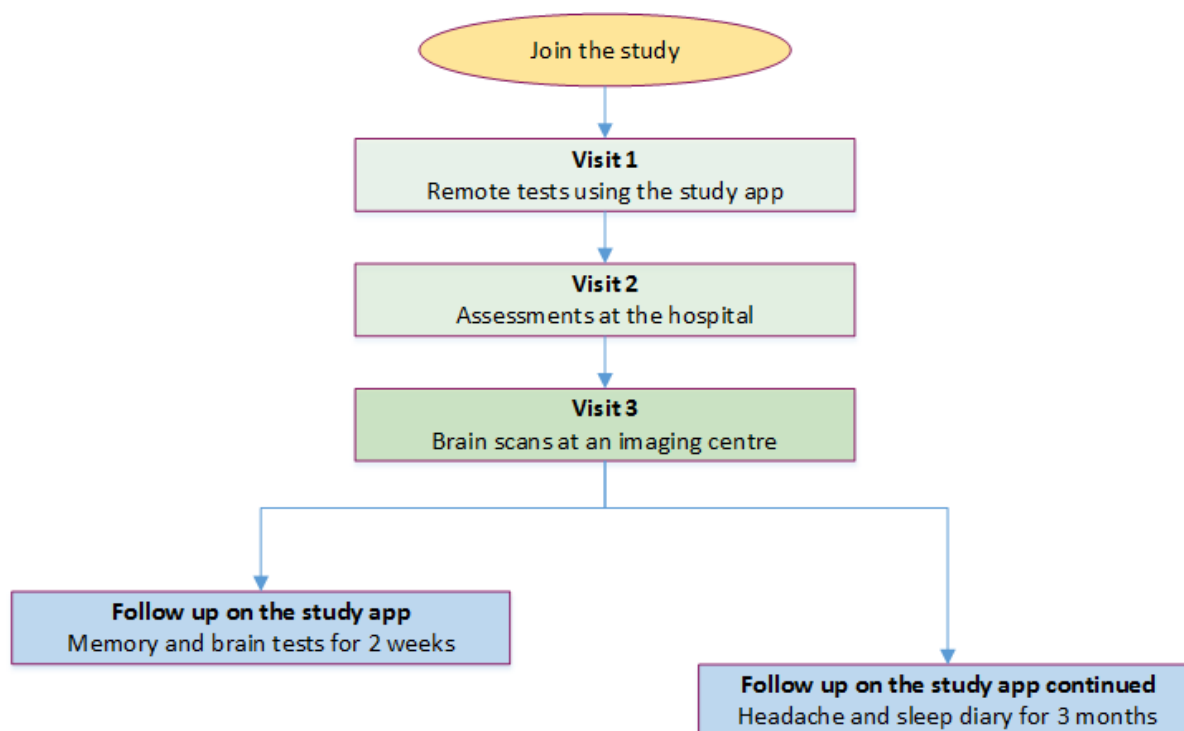 Join the study
Visit 1
Remote tests using the study app
Visit 2
Assessments at the hospital
Visit 3
Brain scans at an imaging centre
Follow up on the study app
Memory and brain tests for 2 weeks
Follow up on the study app continued
Headache and sleep diary for 3 months